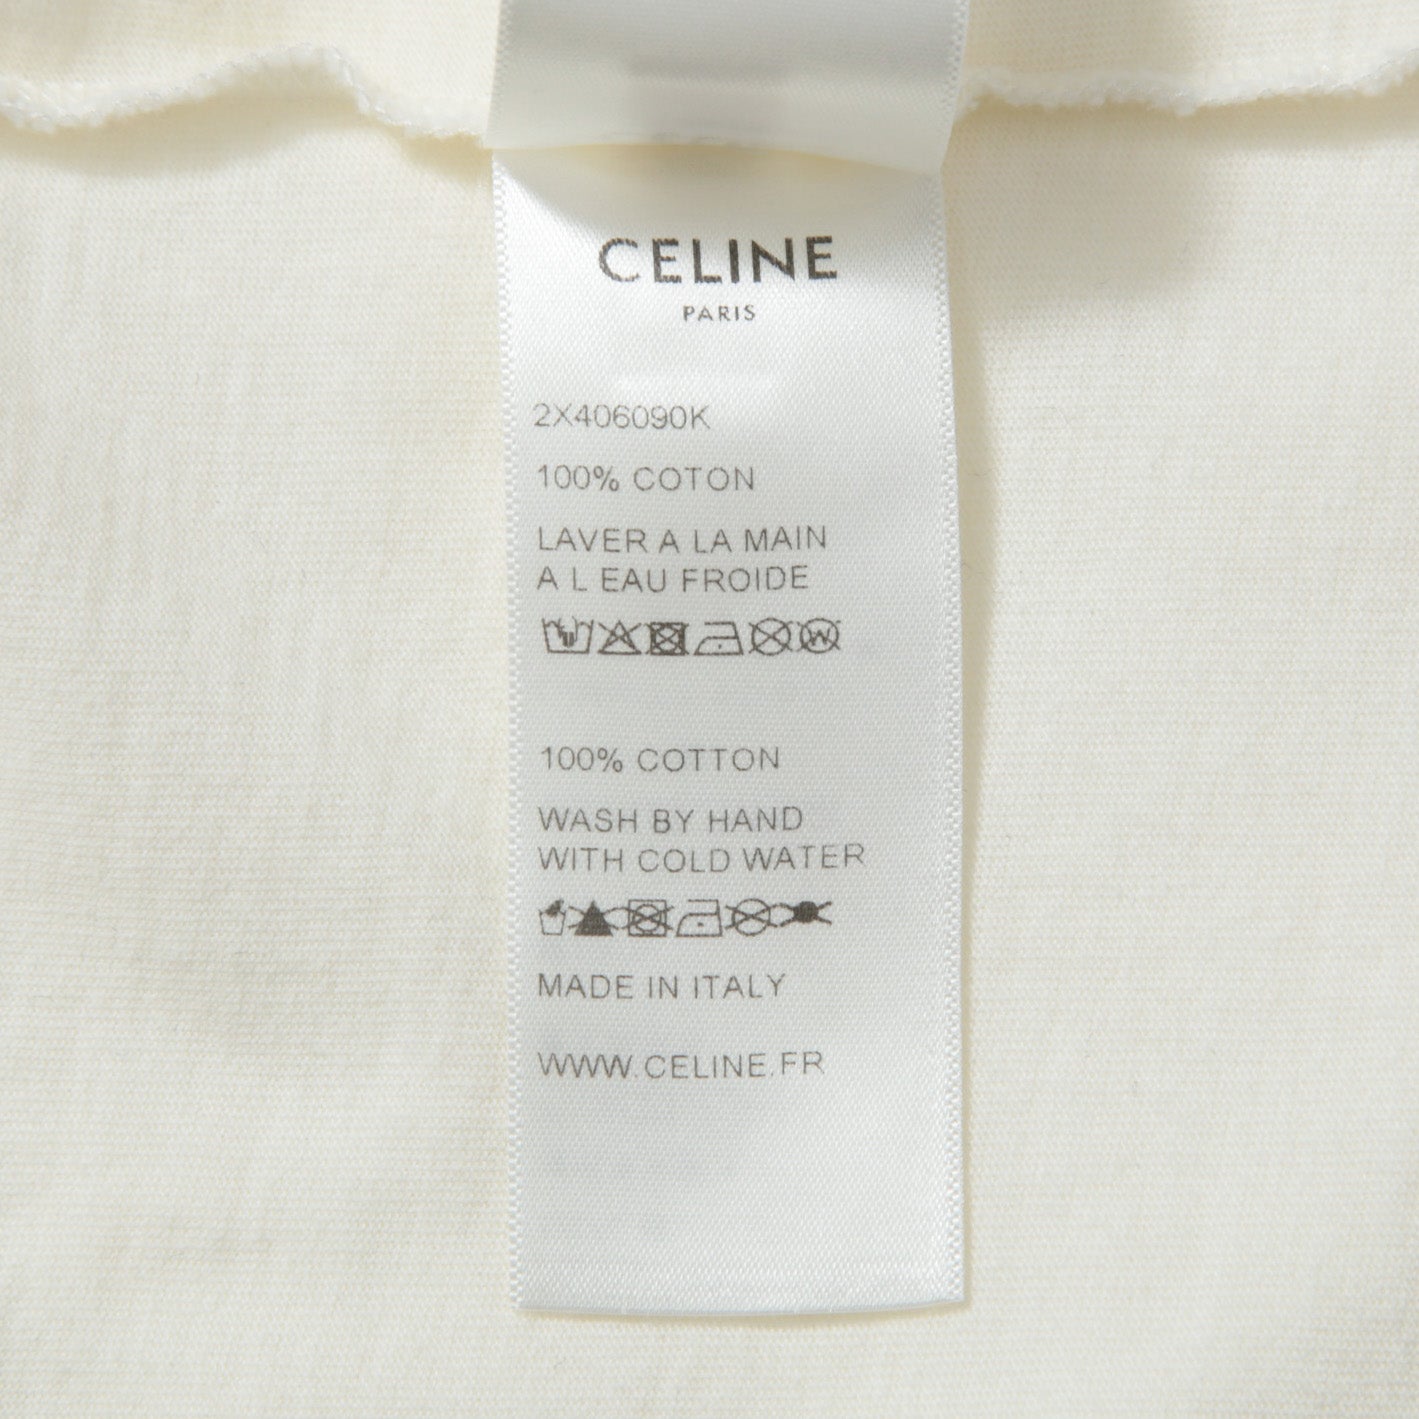 CELINE
PARIS
2X406090K
100% COTON
LAVER A LA MAIN
A L EAU FROIDE
W
100% COTTON
WASH BY HAND
WITH COLD WATER
MADE IN ITALY
WWW.CELINE.FR